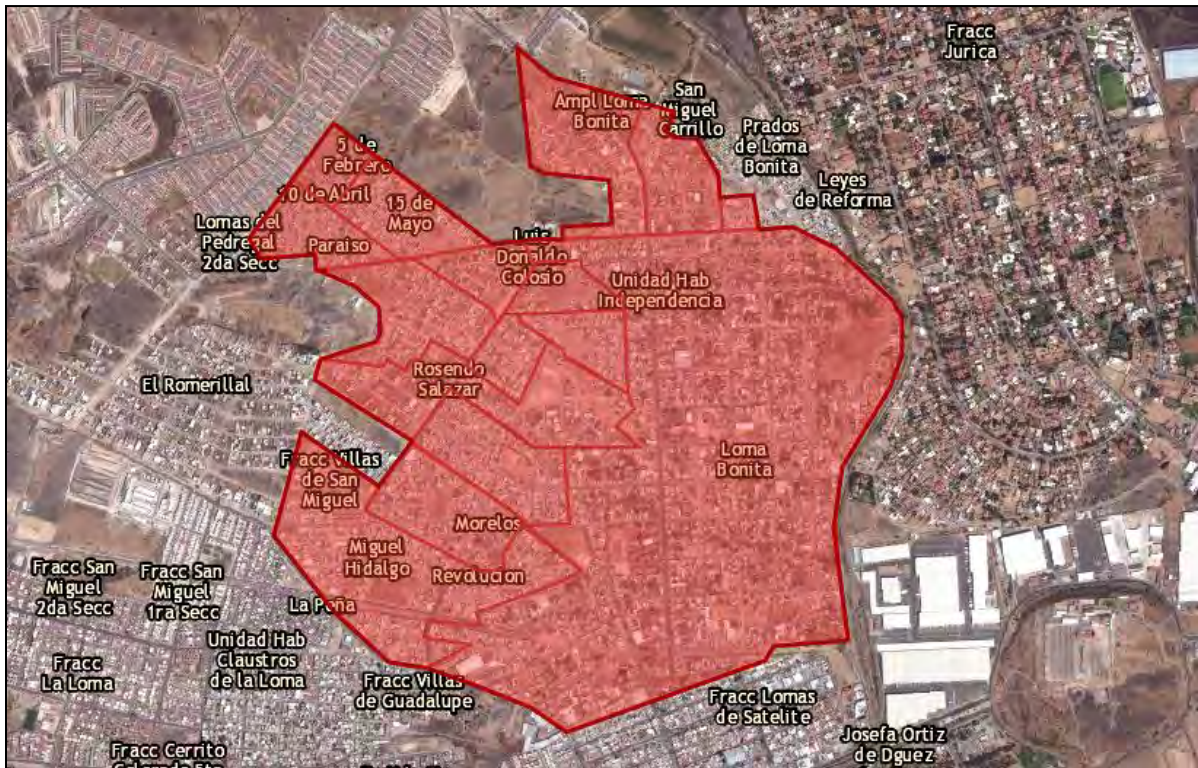 Fracc
Jurica
Ampl Loma
Bonita
San
Miguel
Carrillo
Prados
de Loma
Bonita
Leyes
de Reforma
5 de
Febrero
10 de Abril
15 de
Mayo
Lomas del
Pedregal
2da Secc
Paraiso
Luis
Donaldo
Colosio
Unidad Hab
Independencia
El Romerillal
Rosendo
Salazar
Loma
Bonita
Fracc Villas
de San
Miguel
Morelos
Miguel
Hidalgo
Revolucion
Fracc San
Miguel
2da Secc
Fracc San
Miguel
1ra Secc
La Peña
Unidad Hab
Claustros
de la Loma
Fracc
La Loma
Fracc Villas
de Guadalupe
Fracc Lomas
de Satelite
Josefa Ortiz
de Dguez
Fracc Cerrito